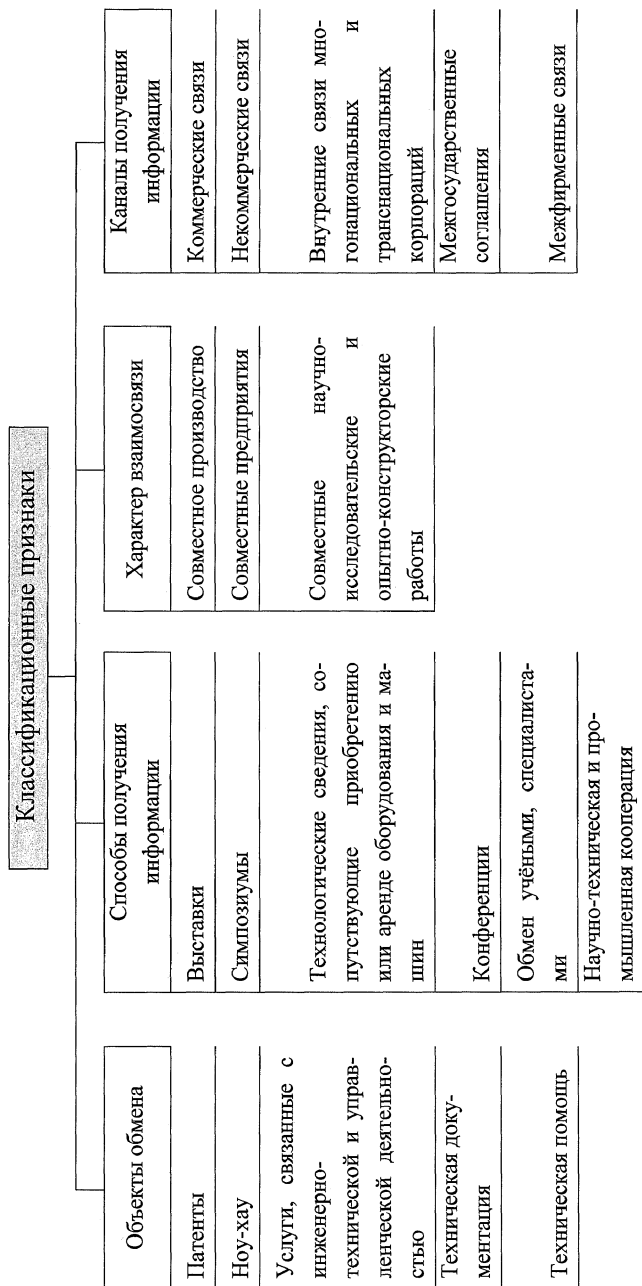 Классификационные признаки
Объекты обмена
Патенты
Ноу-хау
Услуги, связанные с
инженерно-
технической и управ-
ленческой деятельно-
стью
Техническая доку-
ментация
Техническая помощь
Способы получения
информации
Выставки
Симпозиумы
Технологические сведения, со-
путствующие приобретению
или аренде оборудования и ма-
шин
Конференции
Обмен учёными, специалиста-
ми
Научно-техническая и про-
мышленная кооперация
Характер взаимосвязи
Совместное производство
Совместные предприятия
Совместные научно-
исследовательские и
опытно-конструкторские
работы
Каналы получения
информации
Коммерческие связи
Некоммерческие связи
Внутренние связи мно-
гонациональных и
транснациональных
корпораций
Межгосударственные
соглашения
Межфирменные связи